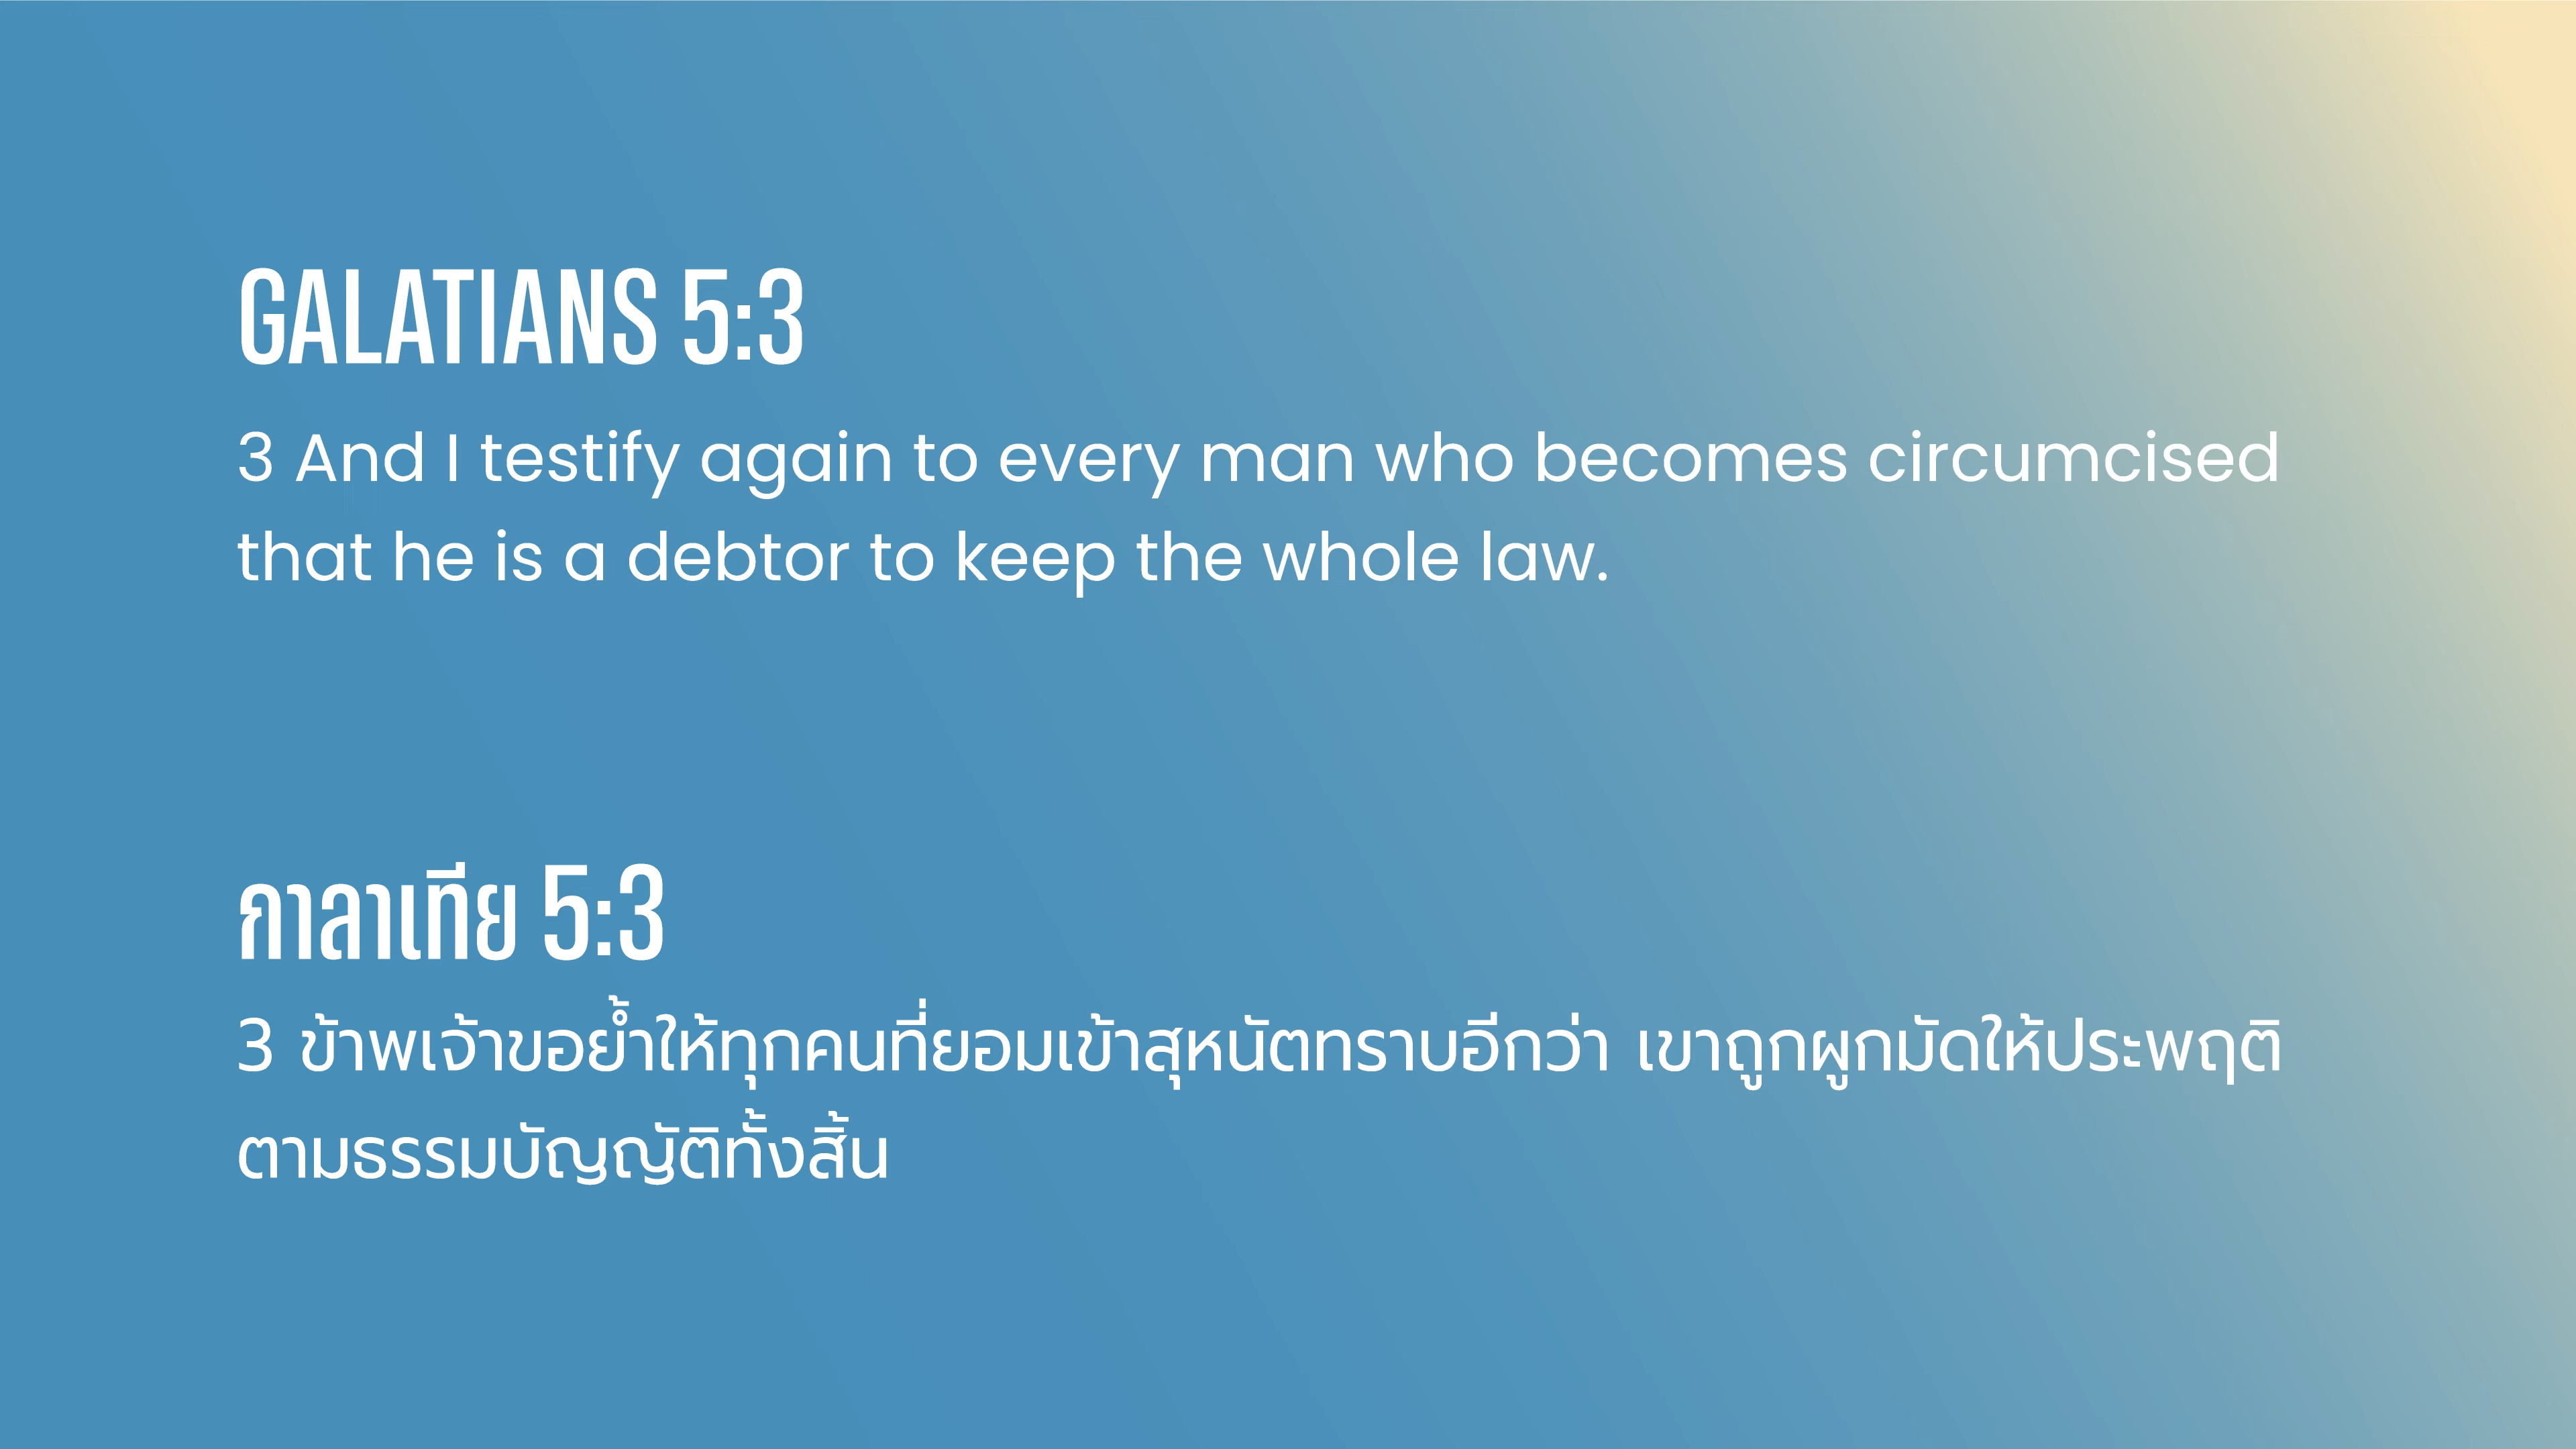 GALATIANS 5:3
3 And I testify again to every man who becomes circumcised
that he is a debtor to keep the whole law.
กาลาเทีย 5:3
3 ข้าพเจ้าขอย้ำให้ทุกคนที่ยอมเข้าสุหนัตทราบอีกว่า เขาถูกผูกมัดให้ประพฤติ
ตามธรรมบัญญัติทั้งสิ้น